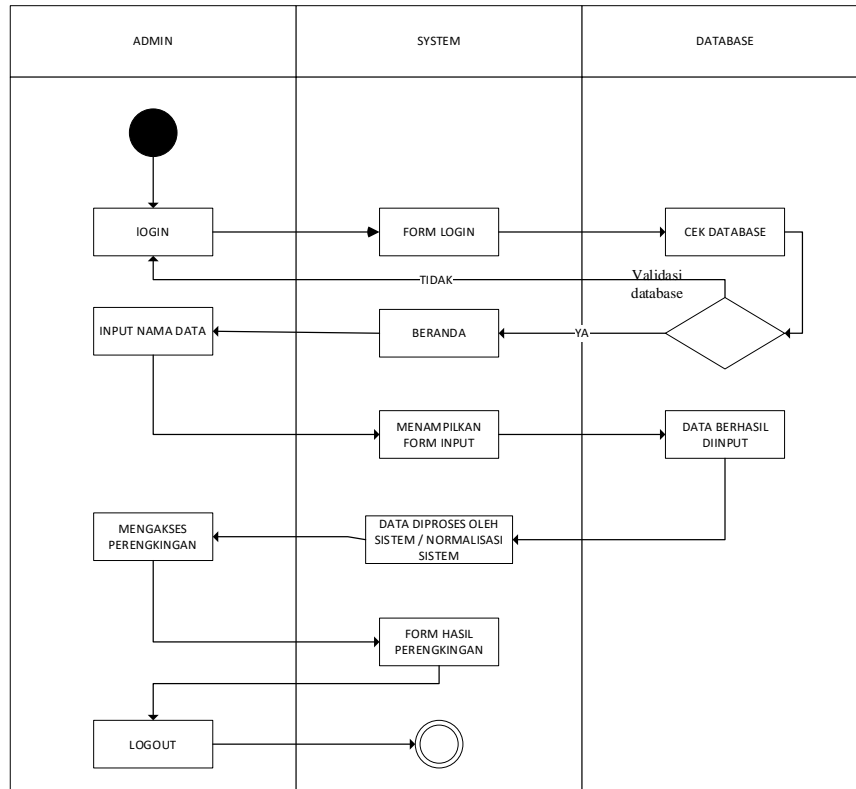 ADMIN
SYSTEM
DATABASE
lOGIN
FORM LOGIN
CEK DATABASE
TIDAK
Validasi
database
INPUT NAMA DATA
BERANDA
YA
MENAMPILKAN
FORM INPUT
DATA BERHASIL
DIINPUT
MENGAKSES
PERENGKINGAN
DATA DIPROSES OLEH
SISTEM / NORMALISASI
SISTEM
FORM HASIL
PERENGKINGAN
LOGOUT